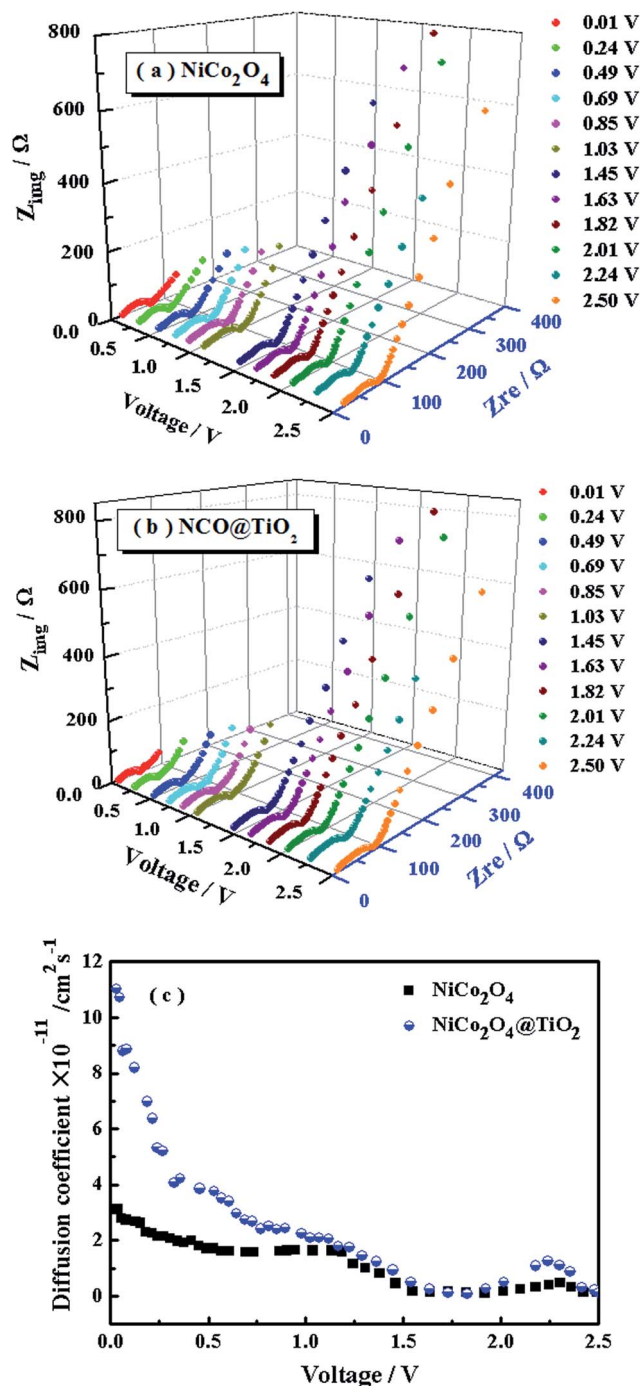 ( a ) NiCo₂O₄
800
600
400
200
0
Z_img / Ω
0.0
0.5
1.0
1.5
2.0
2.5
Voltage / V
0
100
200
300
400
Zre / Ω
0.01 V
0.24 V
0.49 V
0.69 V
0.85 V
1.03 V
1.45 V
1.63 V
1.82 V
2.01 V
2.24 V
2.50 V
( b ) NCO@TiO₂
800
600
400
200
0
Z_img / Ω
0.0
0.5
1.0
1.5
2.0
2.5
Voltage / V
0
100
200
300
400
Zre / Ω
0.01 V
0.24 V
0.49 V
0.69 V
0.85 V
1.03 V
1.45 V
1.63 V
1.82 V
2.01 V
2.24 V
2.50 V
( c )
NiCo₂O₄
NiCo₂O₄@TiO₂
Diffusion coefficient ×10⁻¹¹ /cm²s⁻¹
12
10
8
6
4
2
0
0.0 0.5 1.0 1.5 2.0 2.5
Voltage / V